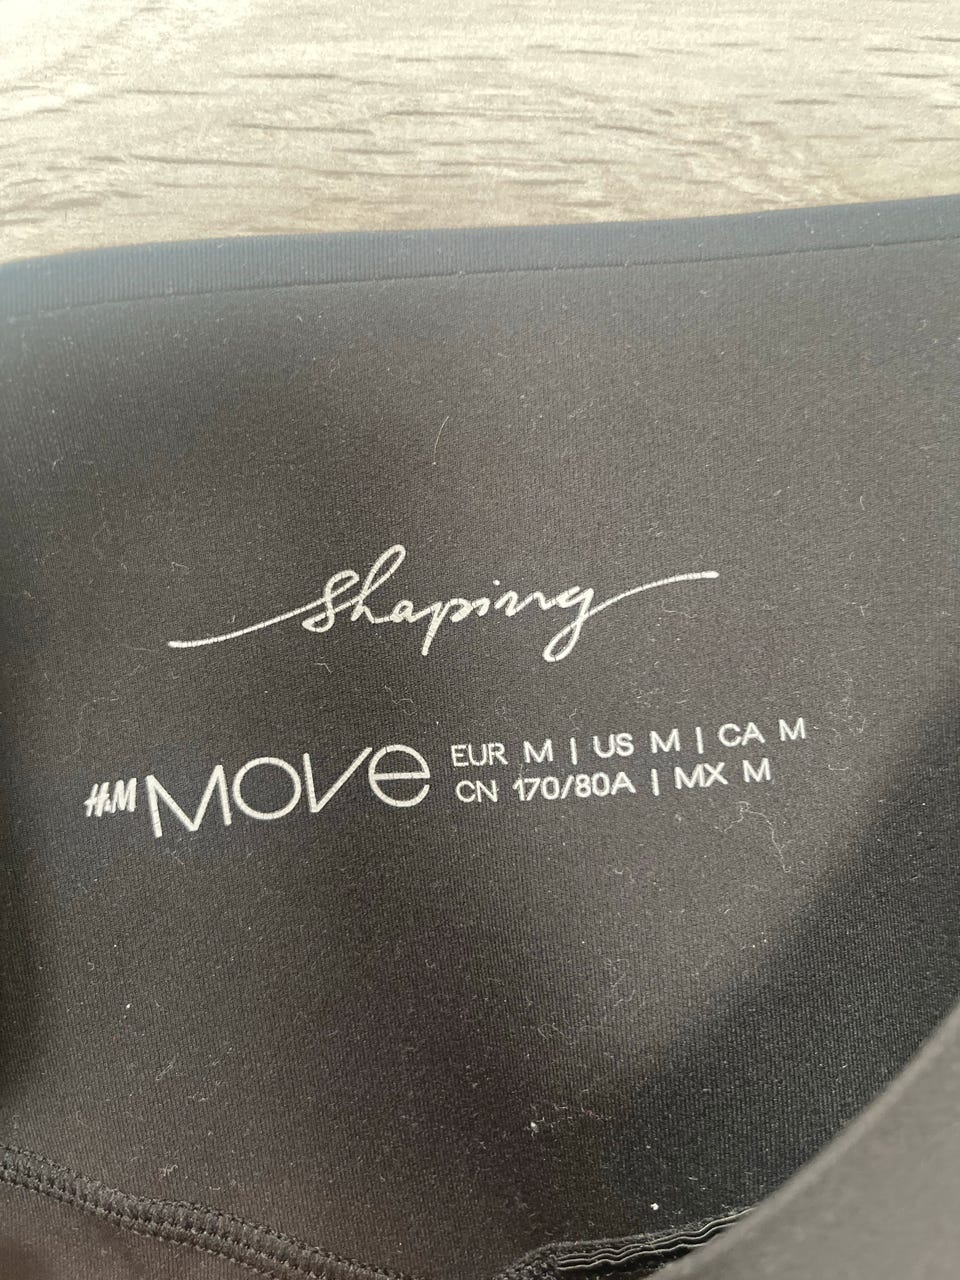 Shaping
H&M MOVE
EUR M | US M | CA M
CN 170/80A | MX M